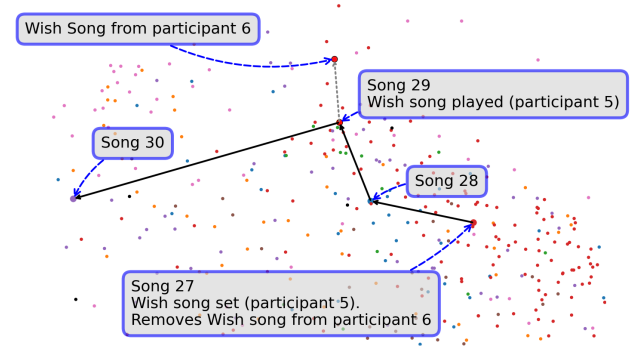 Wish Song from participant 6
Song 29
Wish song played (participant 5)
Song 30
Song 28
Song 27
Wish song set (participant 5).
Removes Wish song from participant 6